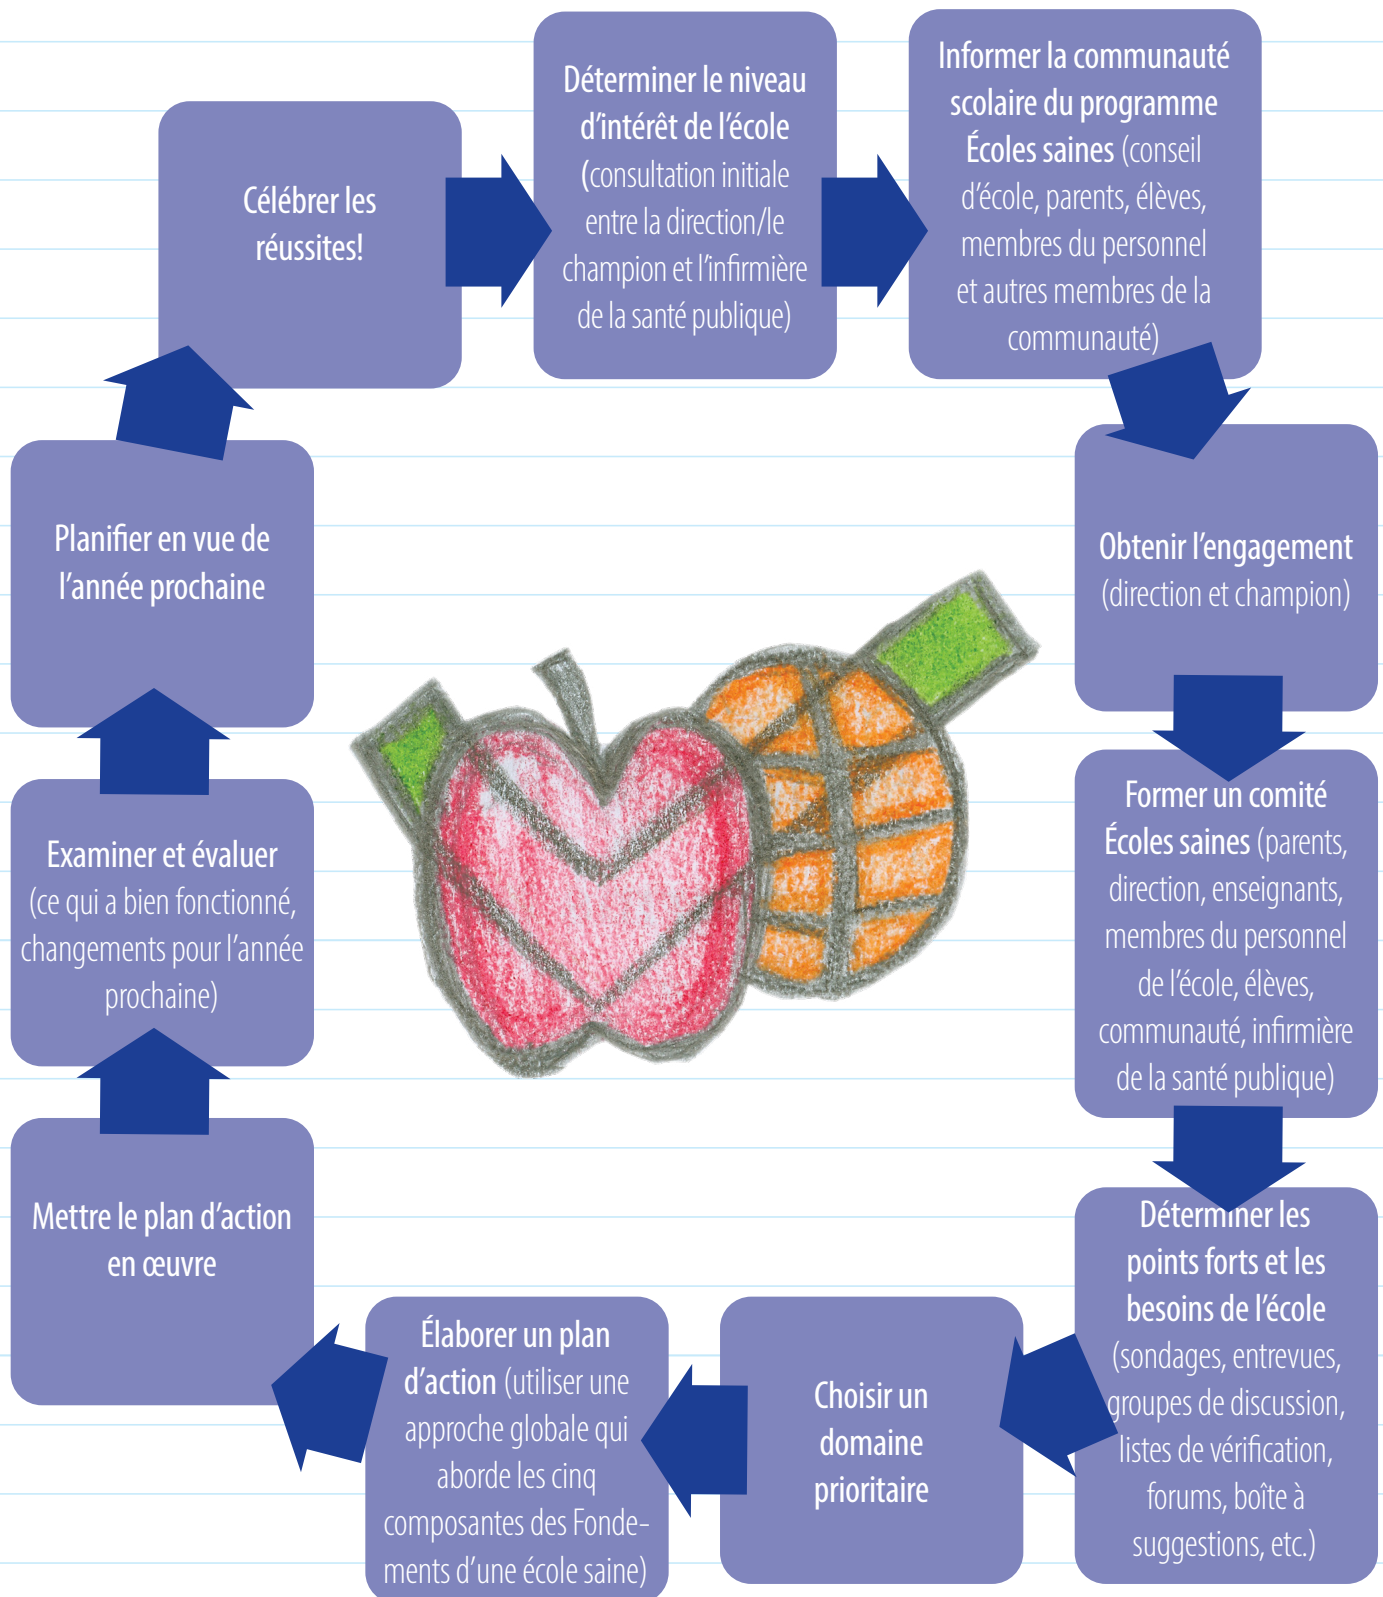 Célébrer les
réussites!
Déterminer le niveau
d’intérêt de l’école
(consultation initiale
entre la direction/le
champion et l’infirmière
de la santé publique)
Informer la communauté
scolaire du programme
Écoles saines (conseil
d’école, parents, élèves,
membres du personnel
et autres membres de la
communauté)
Obtenir l’engagement
(direction et champion)
Former un comité
Écoles saines (parents,
direction, enseignants,
membres du personnel
de l’école, élèves,
communauté, infirmière
de la santé publique)
Déterminer les
points forts et les
besoins de l’école
(sondages, entrevues,
groupes de discussion,
listes de vérification,
forums, boîte à
suggestions, etc.)
Choisir un
domaine
prioritaire
Élaborer un plan
d’action (utiliser une
approche globale qui
aborde les cinq
composantes des Fonde-
ments d’une école saine)
Mettre le plan d’action
en œuvre
Examiner et évaluer
(ce qui a bien fonctionné,
changements pour l’année
prochaine)
Planifier en vue de
l’année prochaine